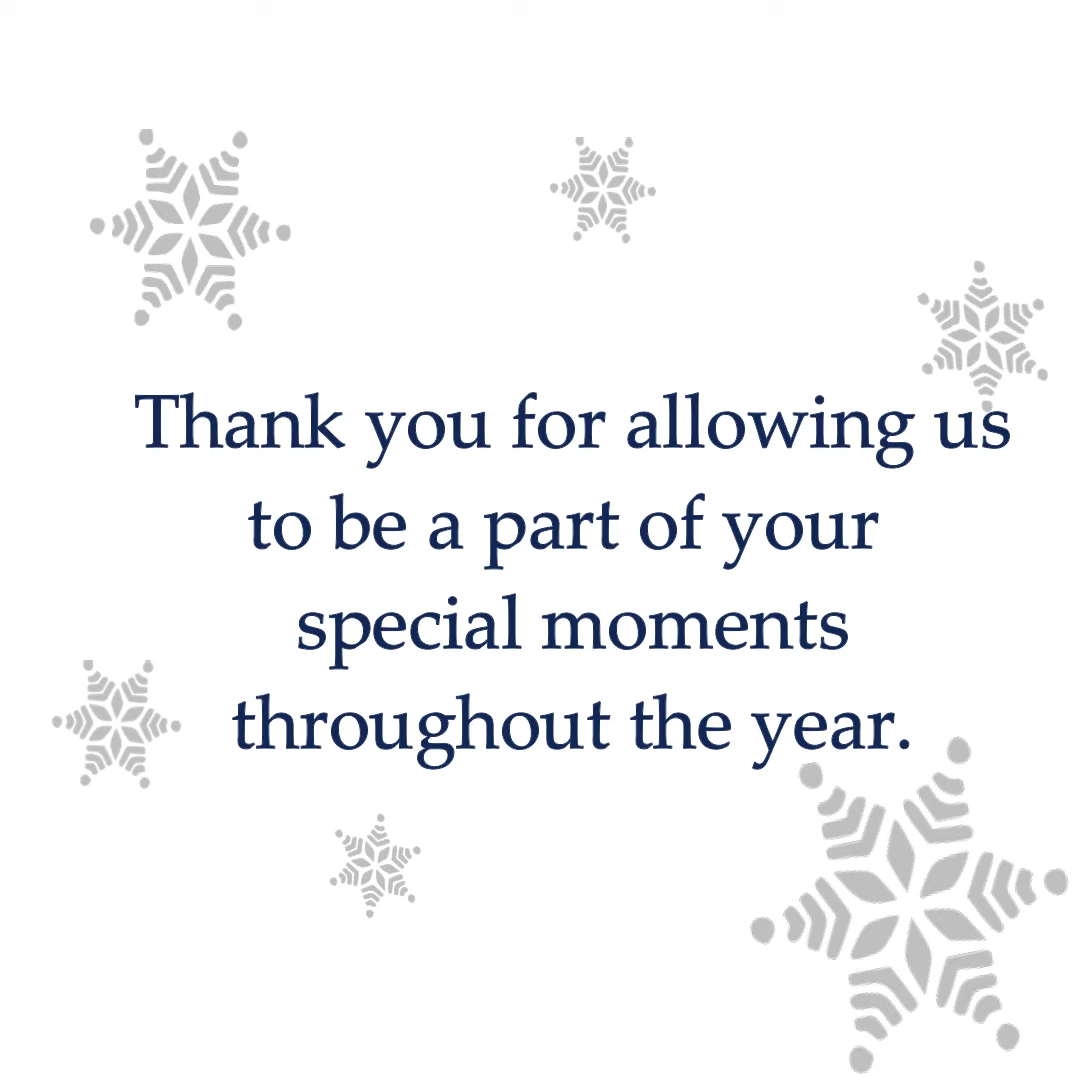 Thank you for allowing us
to be a part of your
special moments
throughout the year.